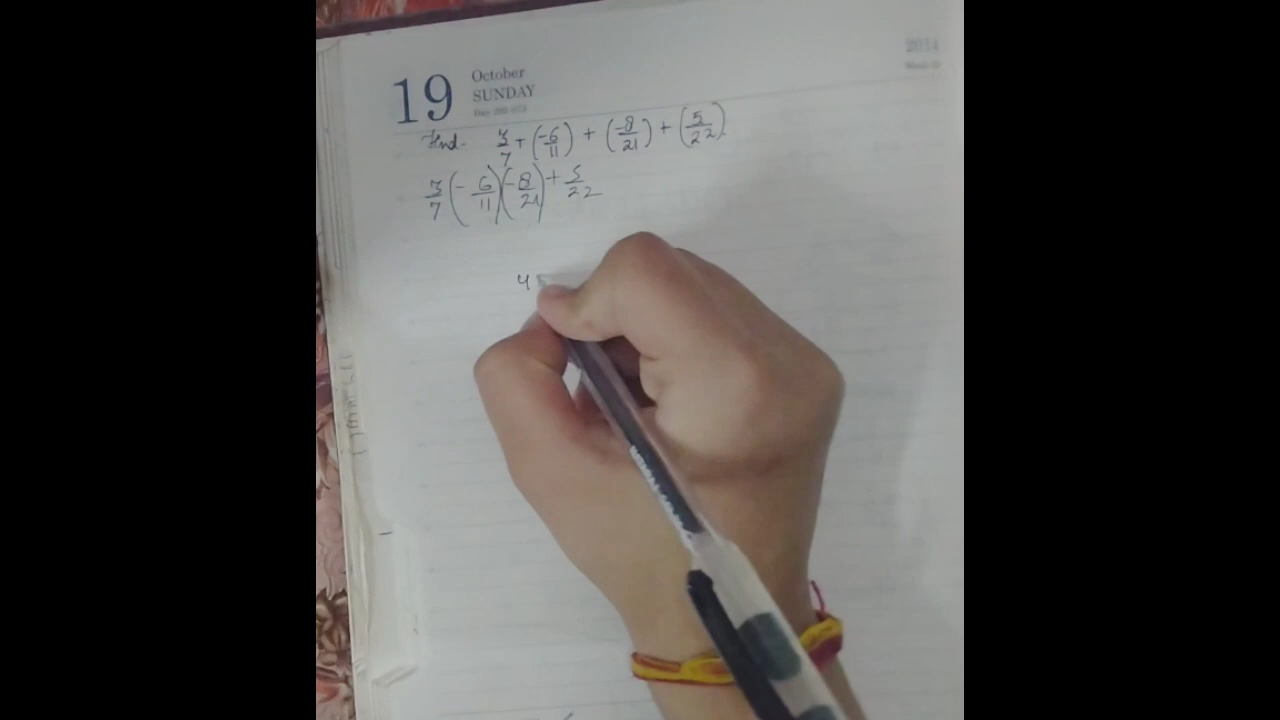 19 October
SUNDAY
2014
Find. 3/7 + (-6/11) + (-8/21) + (5/22)
3/7 (- 6/11) (-8/21) + 5/22
4